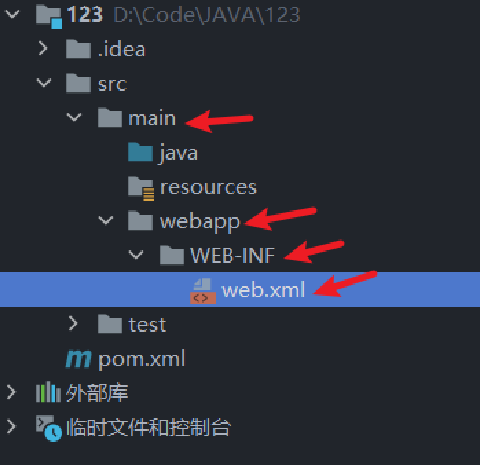 123 D:\Code\JAVA\123
.idea
src
main
java
resources
webapp
WEB-INF
web.xml
test
m pom.xml
外部库
临时文件和控制台